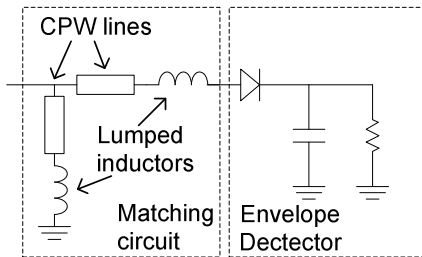 CPW lines
Lumped
inductors
Matching
circuit
Envelope
Dectector